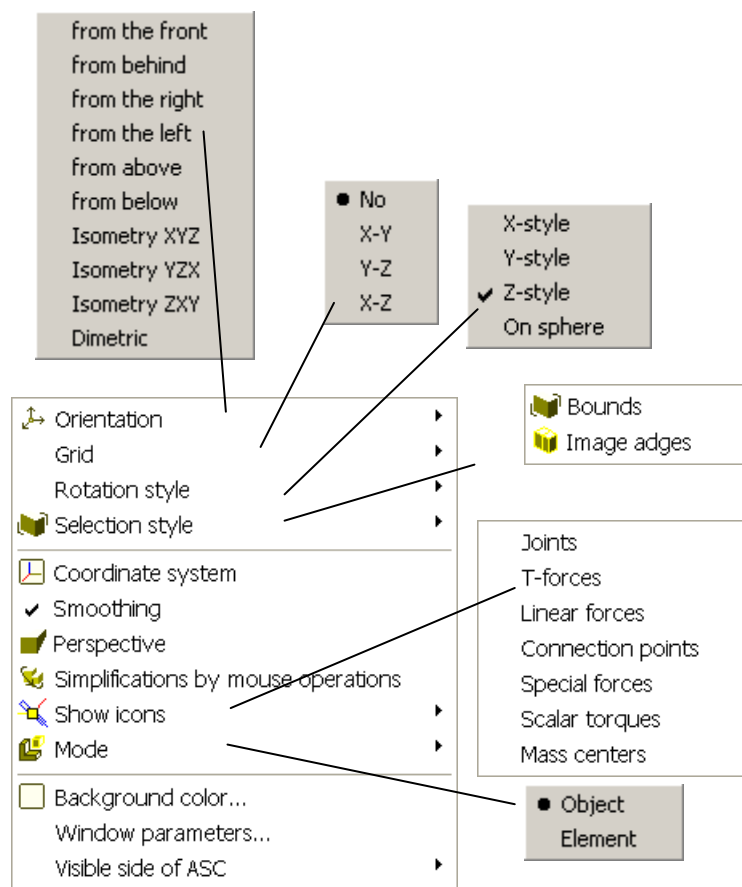 from the front
from behind
from the right
from the left
from above
from below
Isometry XYZ
Isometry YZX
Isometry ZXY
Dimetric
No
X-Y
Y-Z
X-Z
X-style
Y-style
Z-style
On sphere
Orientation
Grid
Rotation style
Selection style
Coordinate system
Smoothing
Perspective
Simplifications by mouse operations
Show icons
Mode
Background color...
Window parameters...
Visible side of ASC
Bounds
Image adges
Joints
T-forces
Linear forces
Connection points
Special forces
Scalar torques
Mass centers
Object
Element